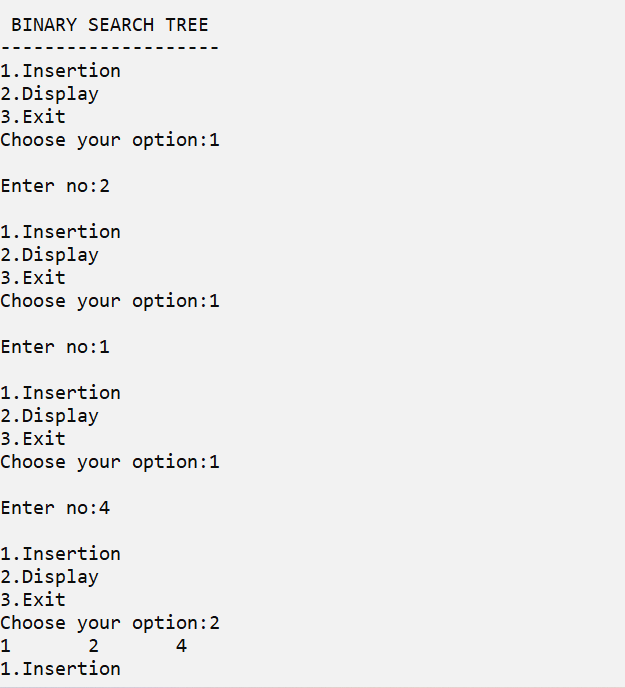 BINARY SEARCH TREE
--------------------
1.Insertion
2.Display
3.Exit
Choose your option:1
Enter no:2
1.Insertion
2.Display
3.Exit
Choose your option:1
Enter no:1
1.Insertion
2.Display
3.Exit
Choose your option:1
Enter no:4
1.Insertion
2.Display
3.Exit
Choose your option:2
1       2       4
1.Insertion